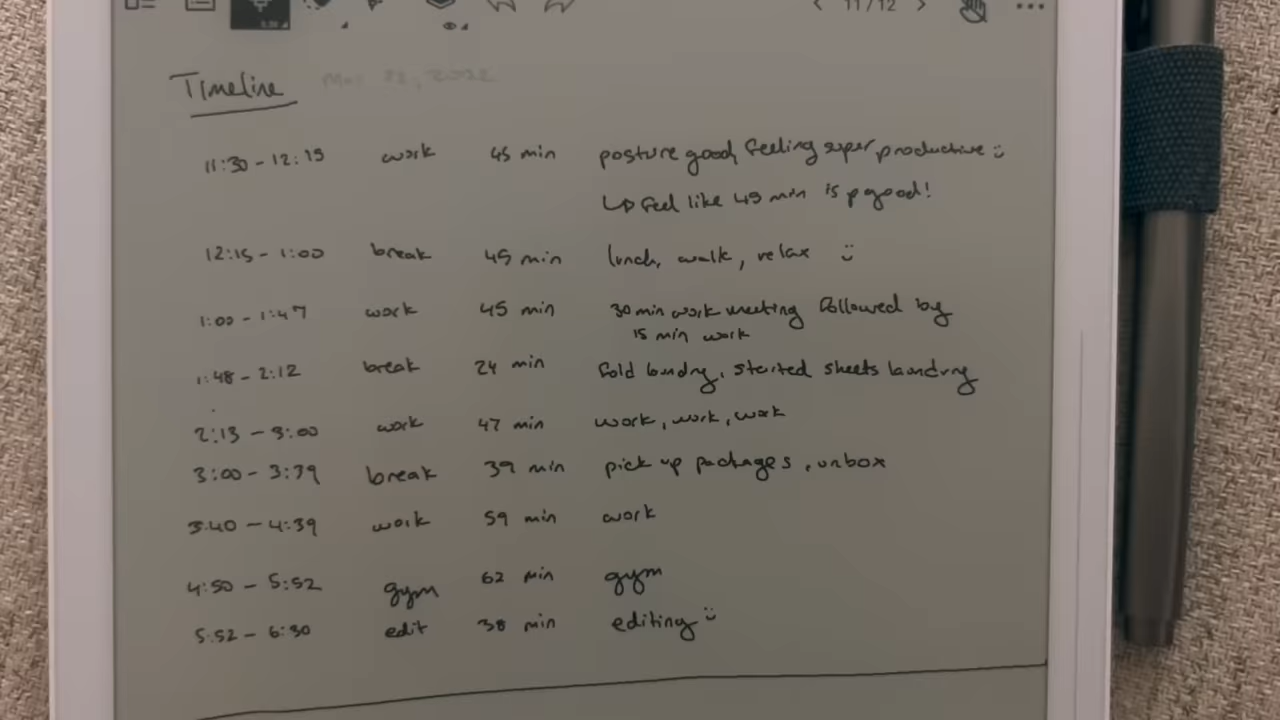 11/12
Timeline
11:30 - 12:15 work 45 min posture good, feeling super productive :)
↳ feel like 45 min is p good!
12:15 - 1:00 break 45 min lunch, walk, relax :)
1:00 - 1:47 work 45 min 30 min work meeting followed by
15 min work
1:48 - 2:12 break 24 min fold laundry, started sheets laundry
2:13 - 3:00 work 47 min work, work, work
3:00 - 3:39 break 39 min pick up packages, unbox
3:40 - 4:39 work 59 min work
4:50 - 5:52 gym 62 min gym
5:52 - 6:30 edit 38 min editing :)